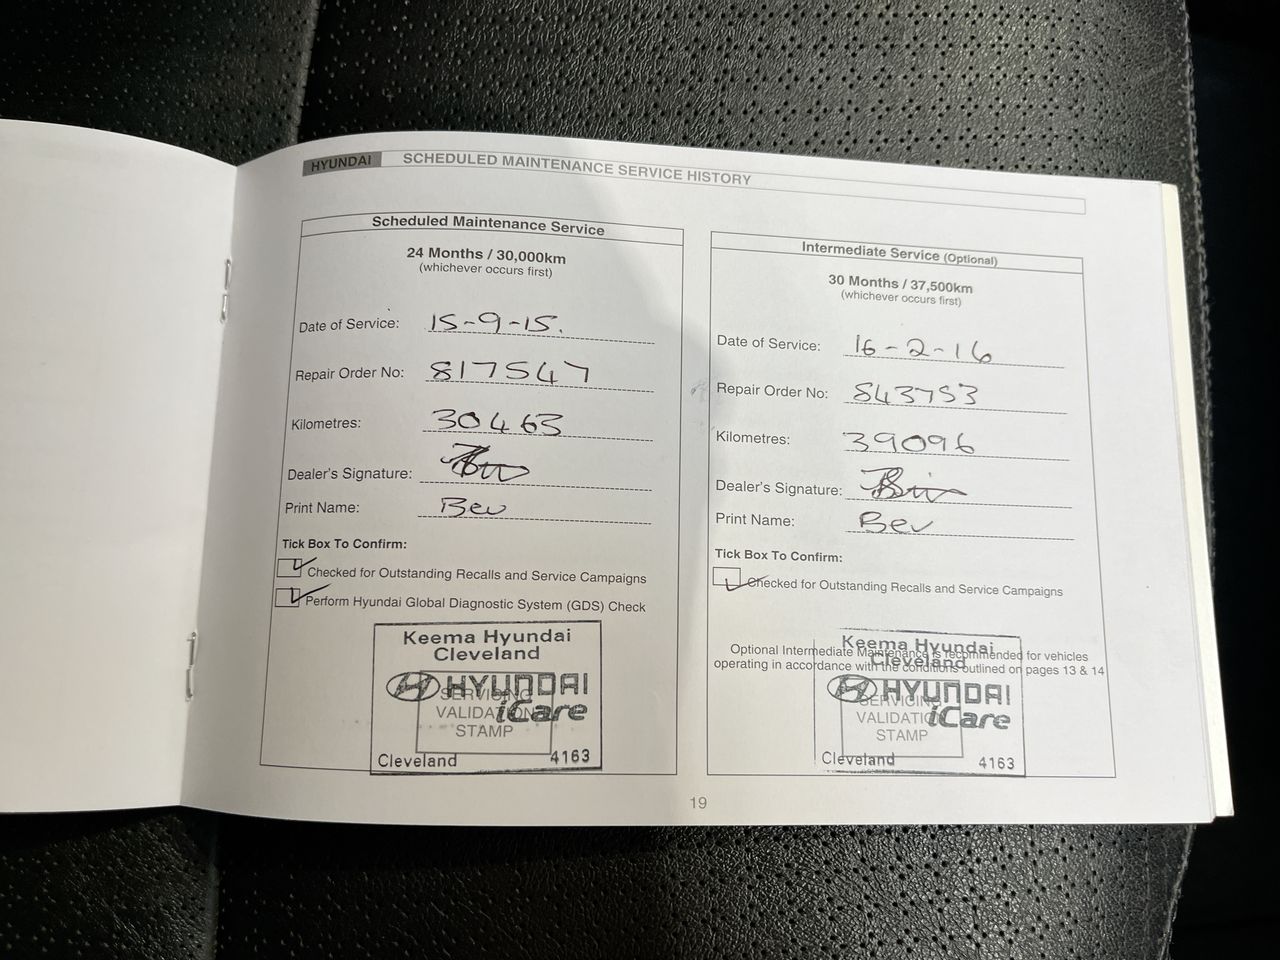 HYUNDAI SCHEDULED MAINTENANCE SERVICE HISTORY
Scheduled Maintenance Service
24 Months / 30,000km
(whichever occurs first)
Date of Service: 15-9-15.
Repair Order No: 817547
Kilometres: 30463
Dealer's Signature:
Print Name: Bev
Tick Box To Confirm:
Checked for Outstanding Recalls and Service Campaigns
Perform Hyundai Global Diagnostic System (GDS) Check
Keema Hyundai
Cleveland
HYUNDAI
SERVICING
iCare
VALIDATION
STAMP
Cleveland 4163
Intermediate Service (Optional)
30 Months / 37,500km
(whichever occurs first)
Date of Service: 16-2-16
Repair Order No: 843753
Kilometres: 39096
Dealer's Signature:
Print Name: Bev
Tick Box To Confirm:
Checked for Outstanding Recalls and Service Campaigns
Optional Intermediate Maintenance is recommended for vehicles
operating in accordance with the conditions outlined on pages 13 & 14
Keema Hyundai
Cleveland
HYUNDAI
SERVICING
iCare
VALIDATION
STAMP
Cleveland 4163
19